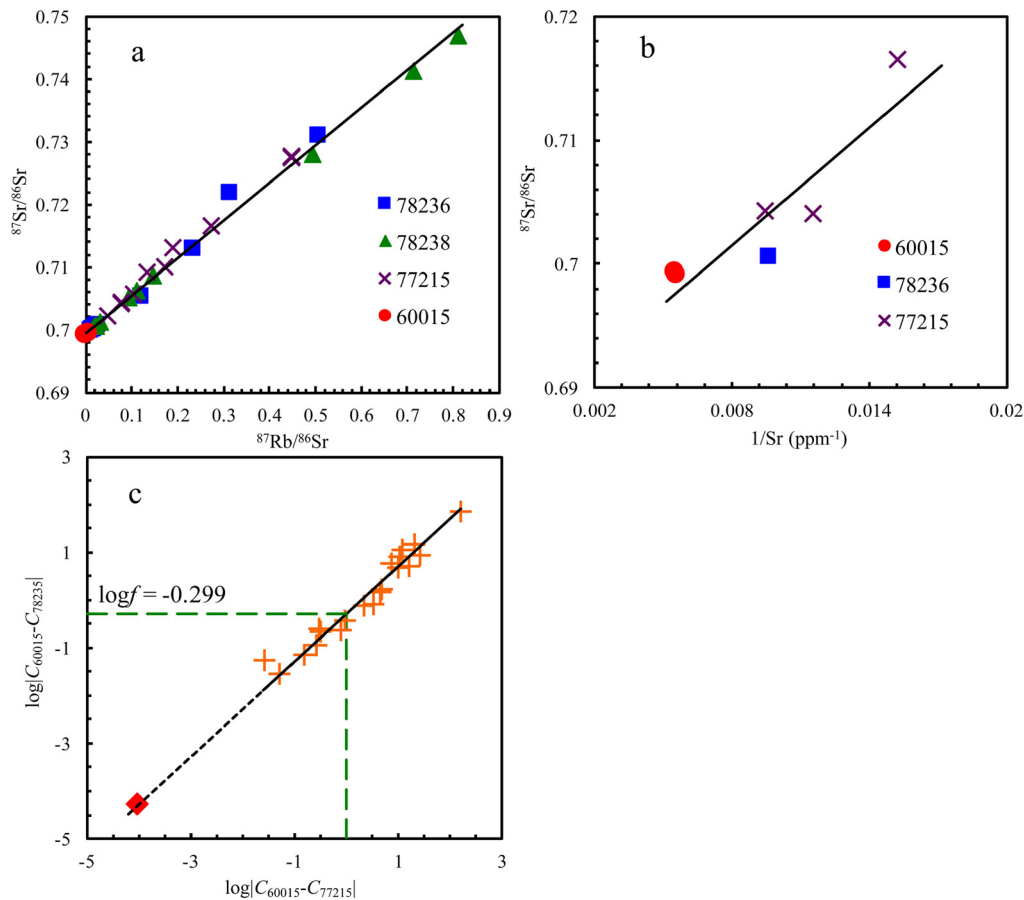 a
0.75
0.74
0.73
0.72
0.71
0.7
0.69
⁸⁷Sr/⁸⁶Sr
78236
78238
77215
60015
0 0.1 0.2 0.3 0.4 0.5 0.6 0.7 0.8 0.9
⁸⁷Rb/⁸⁶Sr
b
0.72
0.71
0.7
0.69
⁸⁷Sr/⁸⁶Sr
60015
78236
77215
0.002 0.008 0.014 0.02
1/Sr (ppm⁻¹)
c
3
1
-1
-3
-5
log|C₆₀₀₁₅-C₇₈₂₃₅|
logf = -0.299
-5 -3 -1 1 3
log|C₆₀₀₁₅-C₇₇₂₁₅|